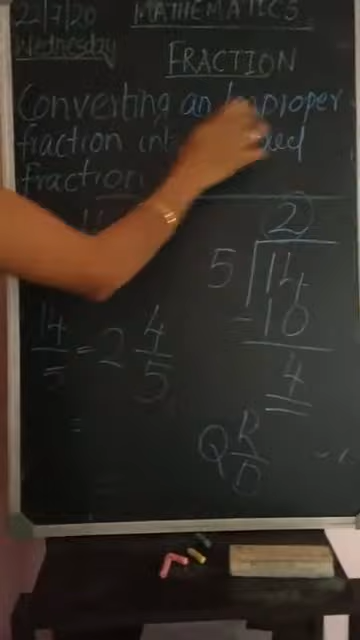 2/7/20 MATHEMATICS
Wednesday
FRACTION
Converting an Improper
fraction into
fraction
2
5 14
14/5 = 2 4/5
-10
4
=
Q R/D